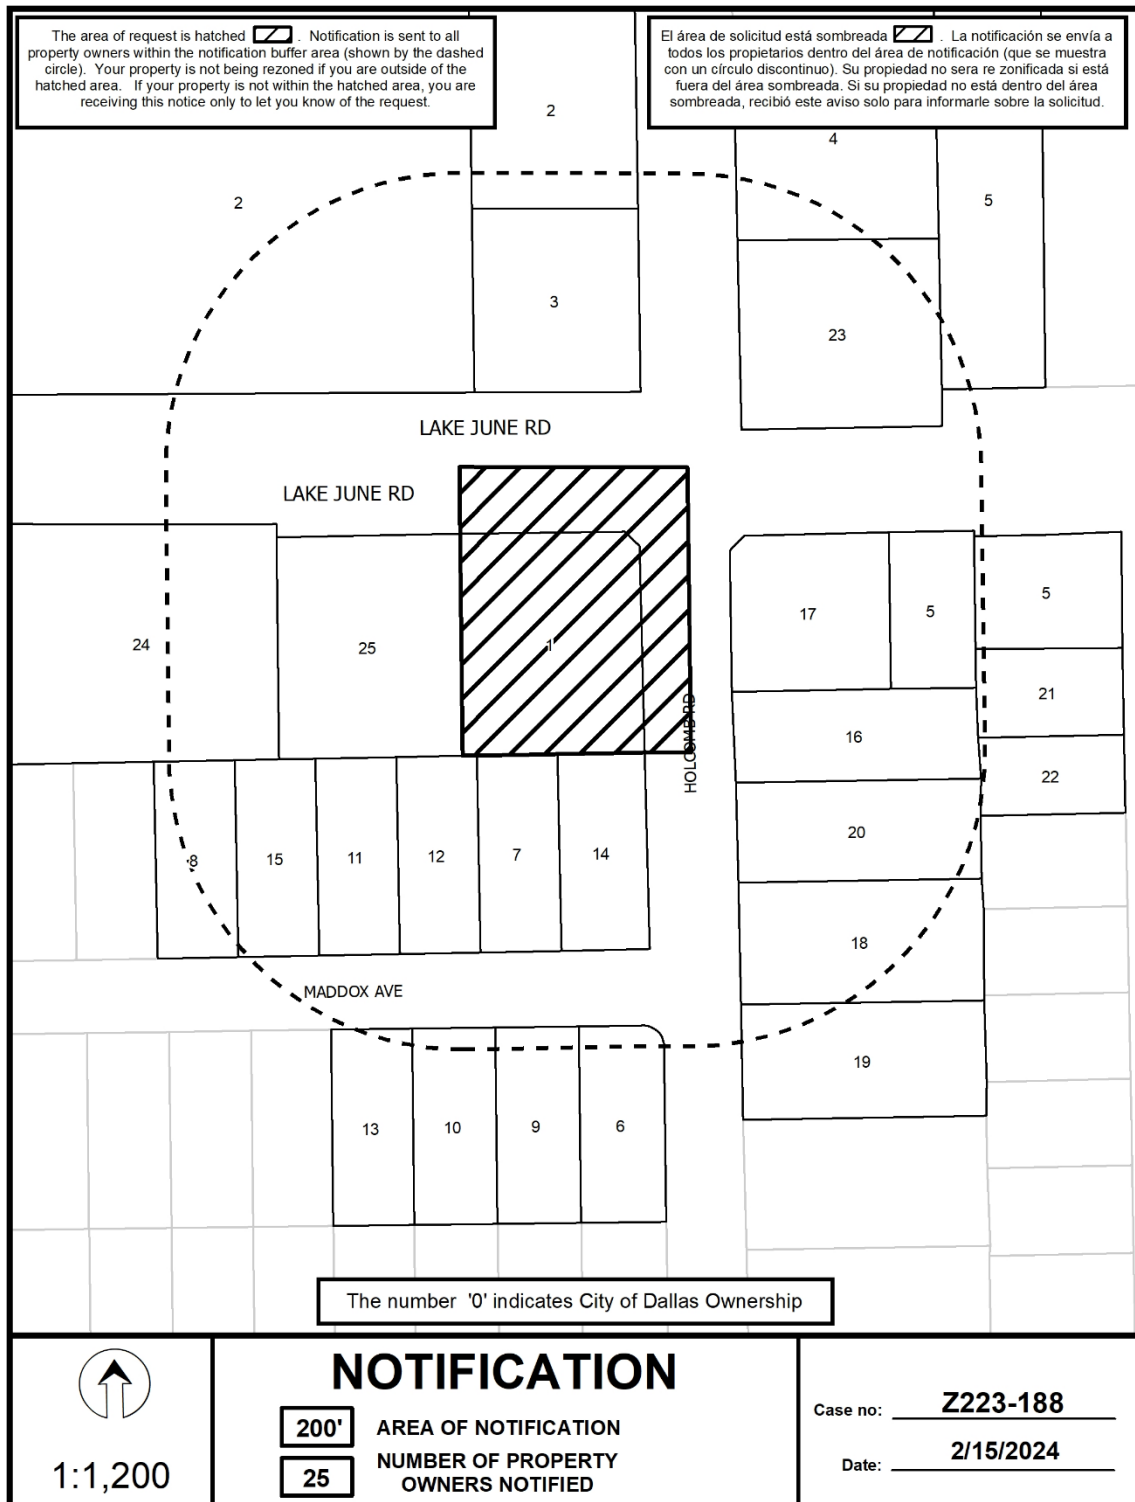 The area of request is hatched . Notification is sent to all
property owners within the notification buffer area (shown by the dashed
circle). Your property is not being rezoned if you are outside of the
hatched area. If your property is not within the hatched area, you are
receiving this notice only to let you know of the request.
El área de solicitud está sombreada . La notificación se envía a
todos los propietarios dentro del área de notificación (que se muestra
con un círculo discontinuo). Su propiedad no sera re zonificada si está
fuera del área sombreada. Si su propiedad no está dentro del área
sombreada, recibió este aviso solo para informarle sobre la solicitud.
2
4
2
5
3
23
LAKE JUNE RD
LAKE JUNE RD
24
25
1
17
5
5
21
16
22
HOLCOMB RD
20
8
15
11
12
7
14
18
MADDOX AVE
19
13
10
9
6
The number '0' indicates City of Dallas Ownership
1:1,200
NOTIFICATION
200' AREA OF NOTIFICATION
25 NUMBER OF PROPERTY
OWNERS NOTIFIED
Case no: Z223-188
Date: 2/15/2024